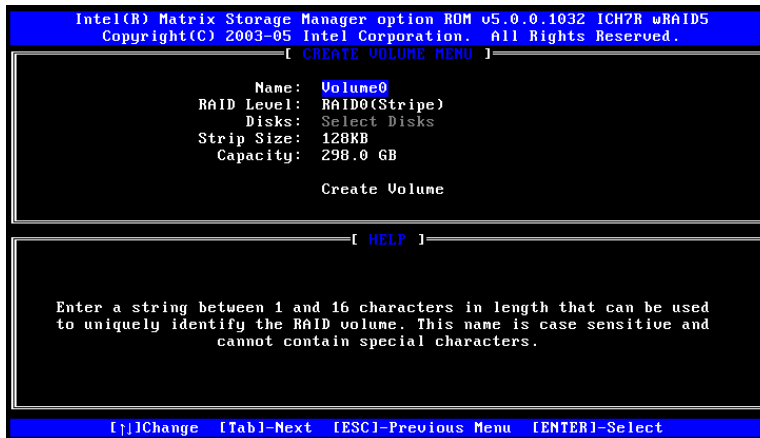 Intel(R) Matrix Storage Manager option ROM v5.0.0.1032 ICH7R wRAID5
Copyright(C) 2003-05 Intel Corporation. All Rights Reserved.
[ CREATE VOLUME MENU ]
Name: Volume0
RAID Level: RAID0(Stripe)
Disks: Select Disks
Strip Size: 128KB
Capacity: 298.0 GB
Create Volume
[ HELP ]
Enter a string between 1 and 16 characters in length that can be used
to uniquely identify the RAID volume. This name is case sensitive and
cannot contain special characters.
[↑↓]Change [Tab]-Next [ESC]-Previous Menu [ENTER]-Select